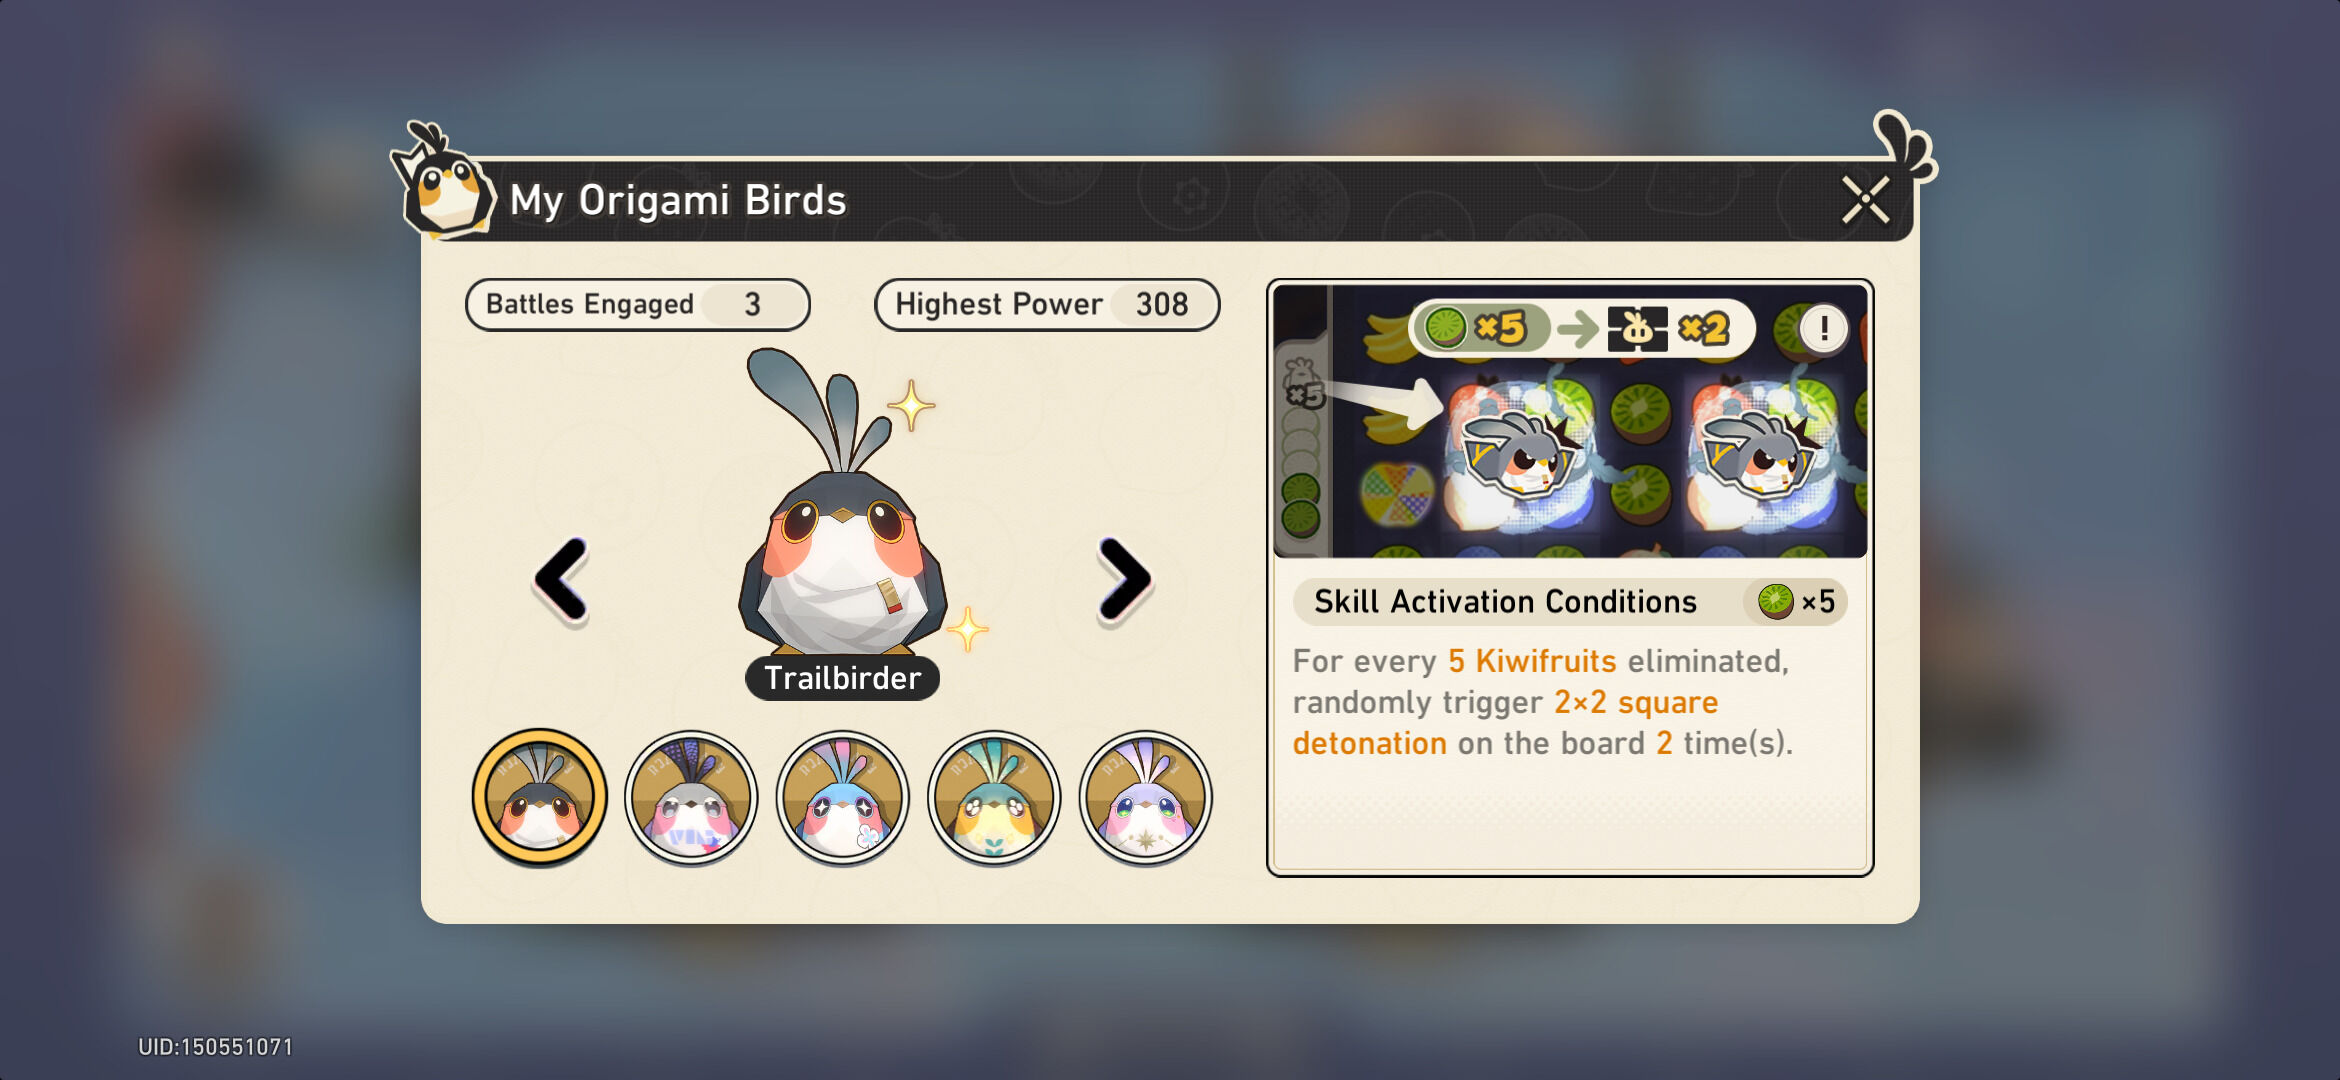 My Origami Birds
Battles Engaged 3
Highest Power 308
×5
×2
!
×5
Trailbirder
Skill Activation Conditions
×5
For every 5 Kiwifruits eliminated,
randomly trigger 2×2 square
detonation on the board 2 time(s).
UID:150551071